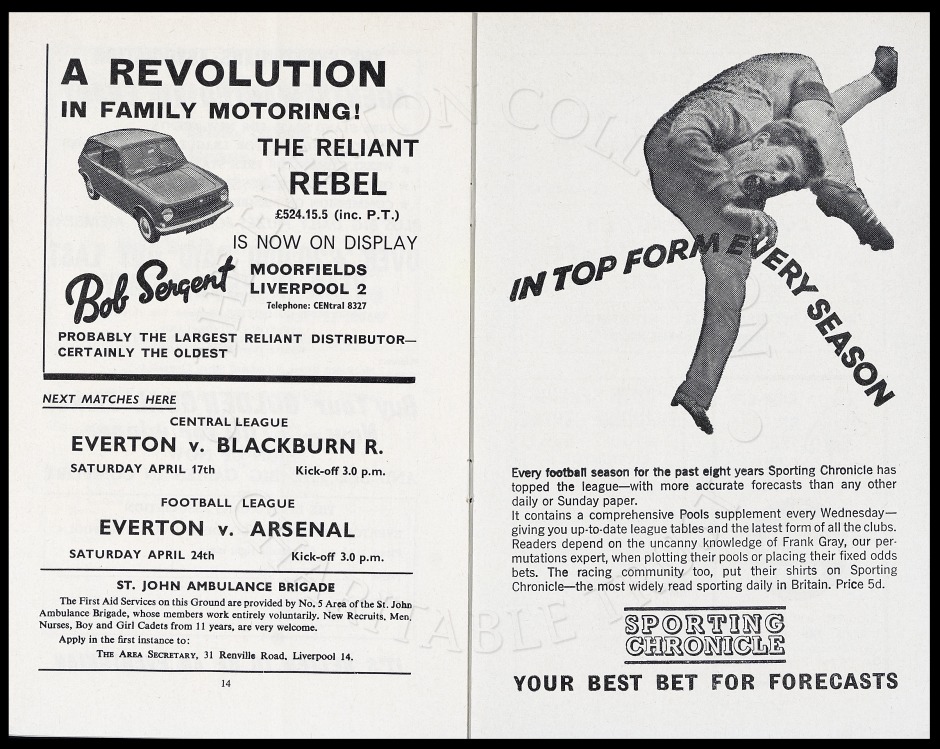 A REVOLUTION
IN FAMILY MOTORING!
THE RELIANT
REBEL
£524.15.5 (inc. P.T.)
IS NOW ON DISPLAY
Bob Sergent
MOORFIELDS
LIVERPOOL 2
Telephone: CENtral 8327
PROBABLY THE LARGEST RELIANT DISTRIBUTOR—
CERTAINLY THE OLDEST
NEXT MATCHES HERE
CENTRAL LEAGUE
EVERTON v. BLACKBURN R.
SATURDAY APRIL 17th Kick-off 3.0 p.m.
FOOTBALL LEAGUE
EVERTON v. ARSENAL
SATURDAY APRIL 24th Kick-off 3.0 p.m.
ST. JOHN AMBULANCE BRIGADE
The First Aid Services on this Ground are provided by No. 5 Area of the St. John
Ambulance Brigade, whose members work entirely voluntarily. New Recruits, Men,
Nurses, Boy and Girl Cadets from 11 years, are very welcome.
Apply in the first instance to:
THE AREA SECRETARY, 31 Renville Road, Liverpool 14.
14
IN TOP FORM EVERY SEASON
Every football season for the past eight years Sporting Chronicle has
topped the league—with more accurate forecasts than any other
daily or Sunday paper.
It contains a comprehensive Pools supplement every Wednesday—
giving you up-to-date league tables and the latest form of all the clubs.
Readers depend on the uncanny knowledge of Frank Gray, our per-
mutations expert, when plotting their pools or placing their fixed odds
bets. The racing community too, put their shirts on Sporting
Chronicle—the most widely read sporting daily in Britain. Price 5d.
SPORTING
CHRONICLE
YOUR BEST BET FOR FORECASTS